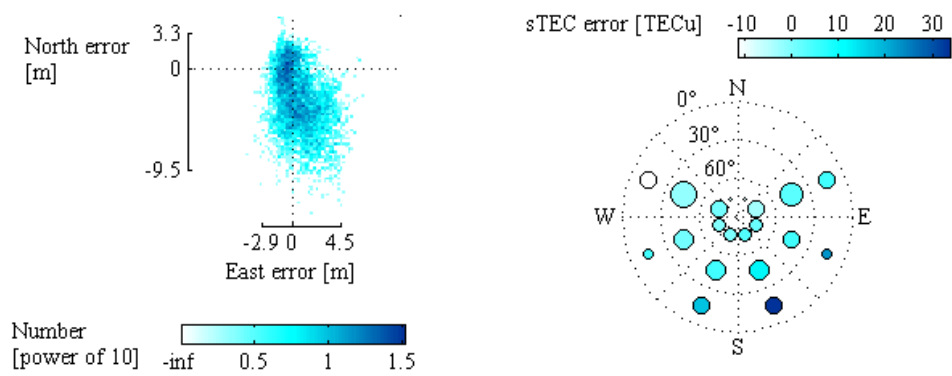 North error
[m]
3.3
0
-9.5
-2.9 0 4.5
East error [m]
Number
[power of 10]
-inf 0.5 1 1.5
sTEC error [TECu]
-10 0 10 20 30
N
0°
30°
60°
W
E
S